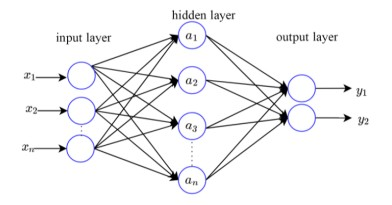 hidden layer
input layer
output layer
a₁
x₁
a₂
y₁
x₂
y₂
a₃
xₙ
aₙ